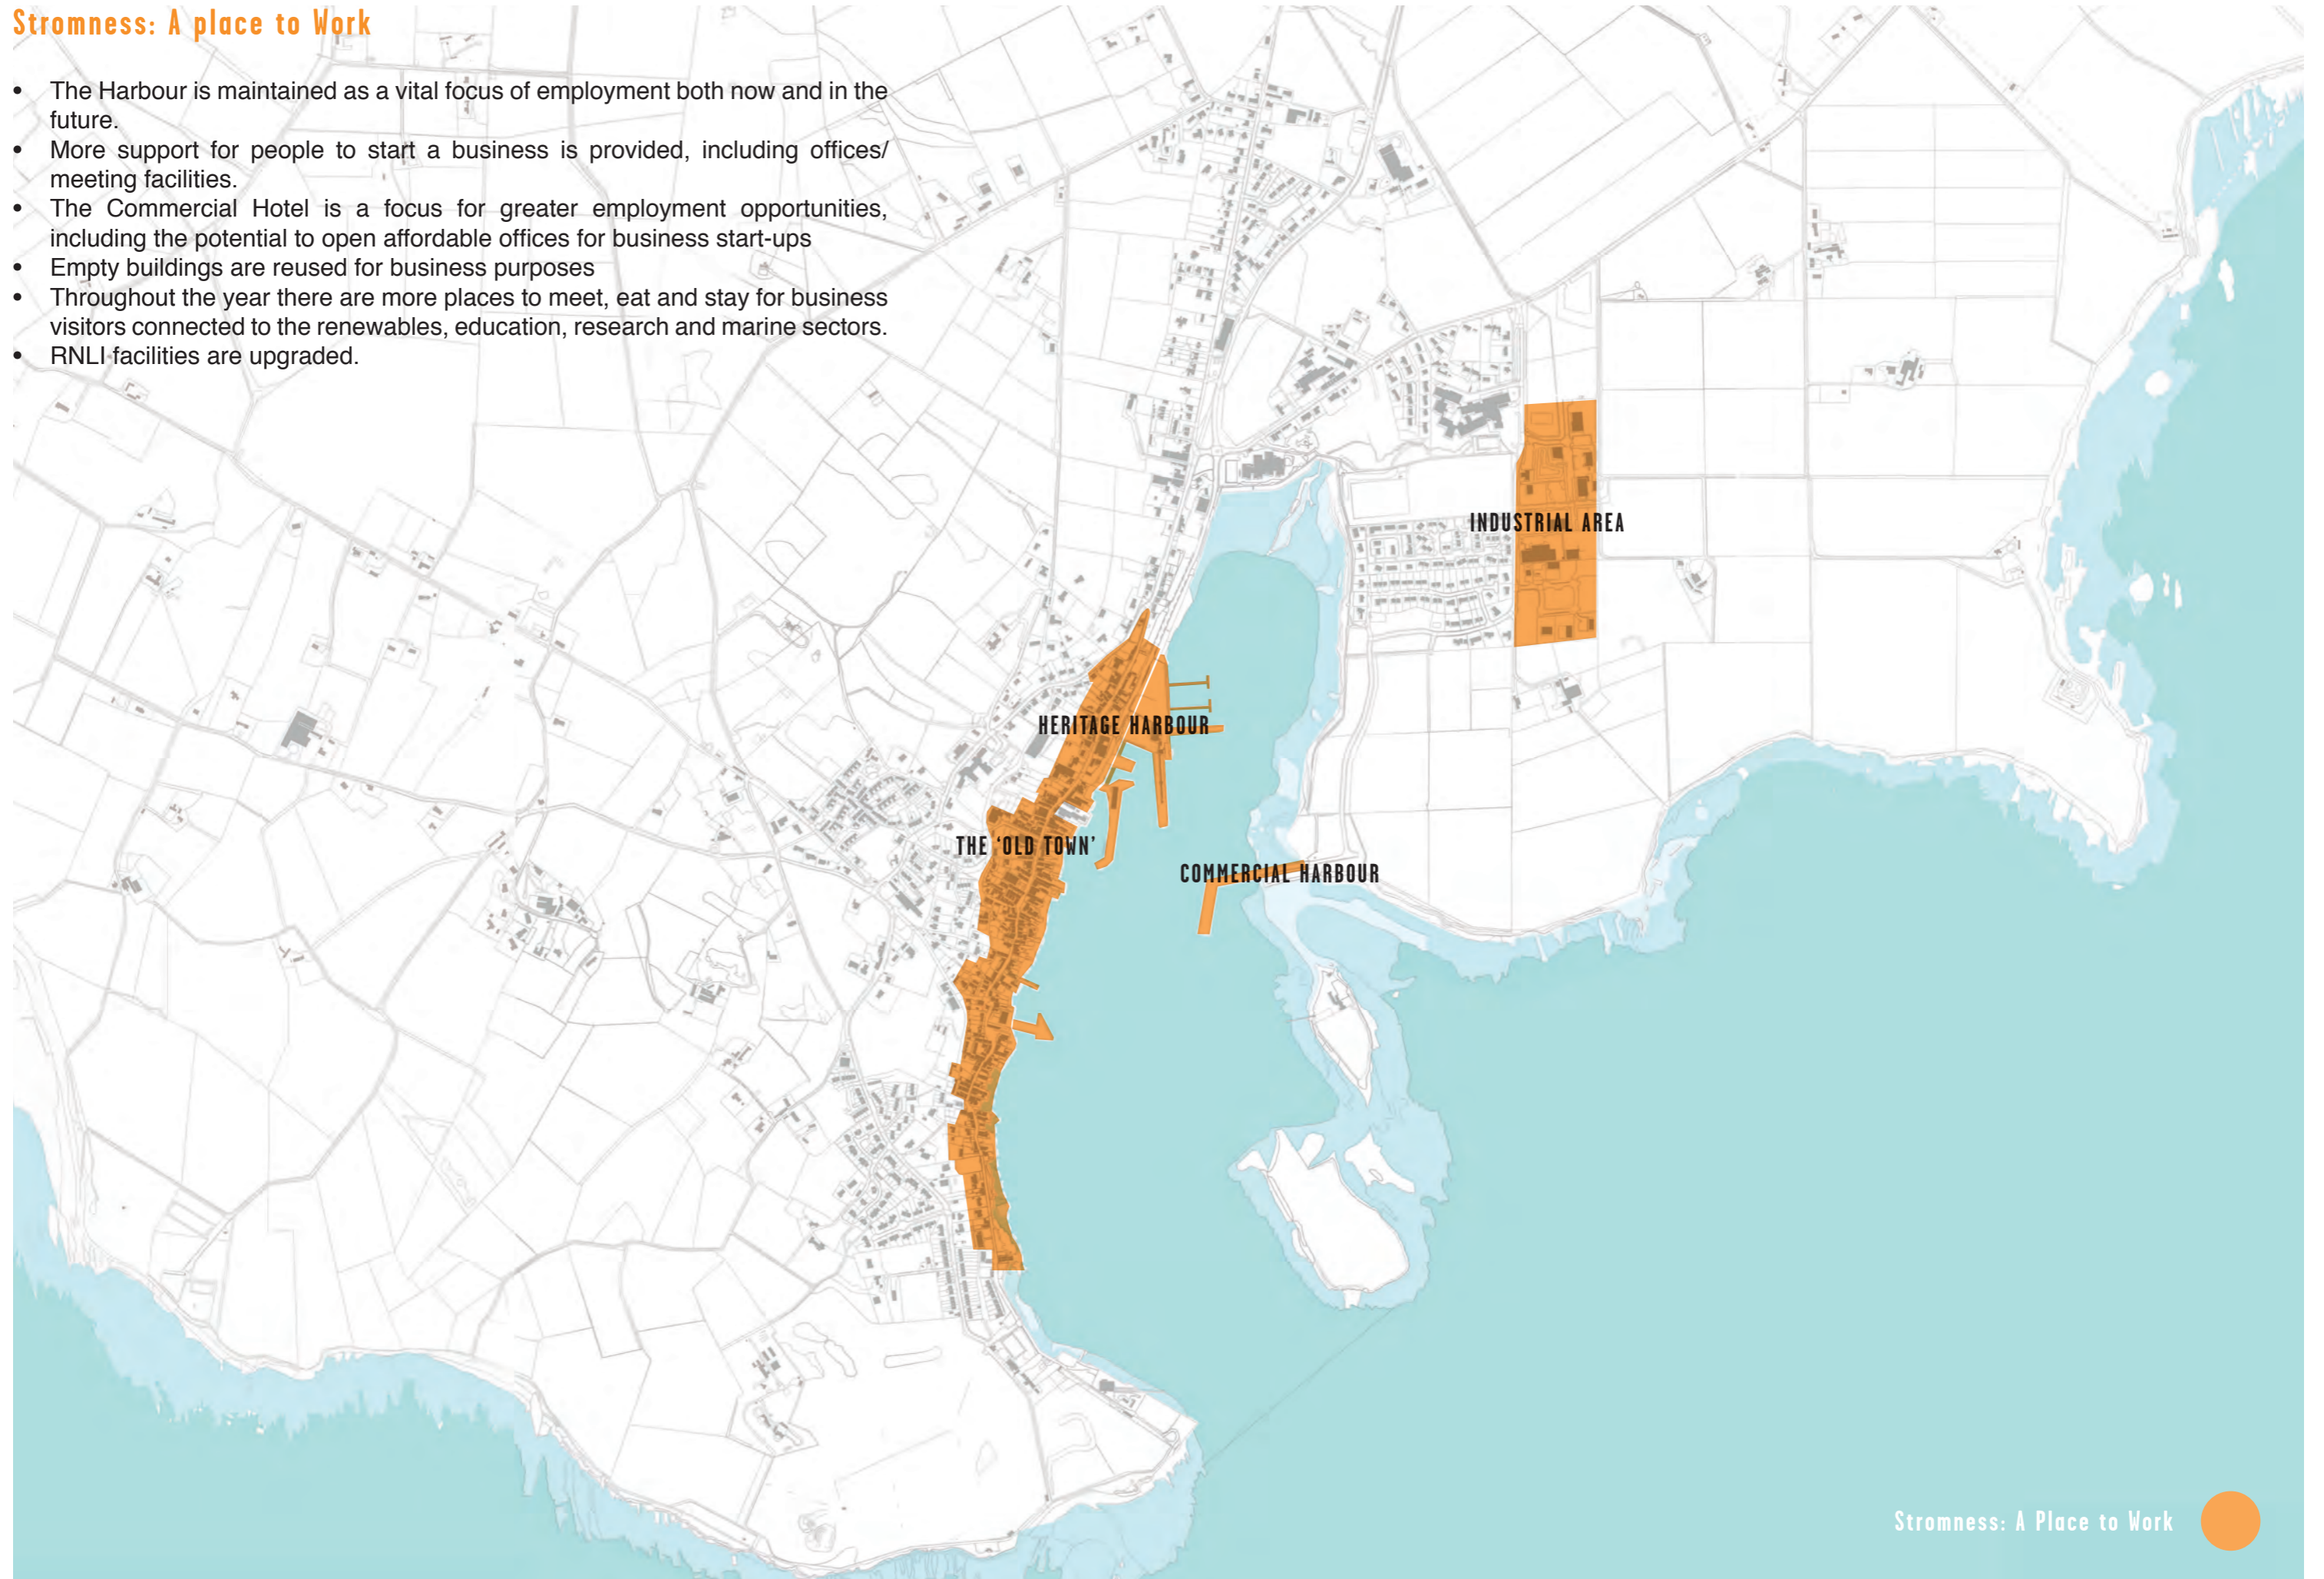 Stromness: A place to Work
• The Harbour is maintained as a vital focus of employment both now and in the
future.
• More support for people to start a business is provided, including offices/
meeting facilities.
• The Commercial Hotel is a focus for greater employment opportunities,
including the potential to open affordable offices for business start-ups
• Empty buildings are reused for business purposes
• Throughout the year there are more places to meet, eat and stay for business
visitors connected to the renewables, education, research and marine sectors.
• RNLI facilities are upgraded.
INDUSTRIAL AREA
HERITAGE HARBOUR
THE ‘OLD TOWN’
COMMERCIAL HARBOUR
Stromness: A Place to Work